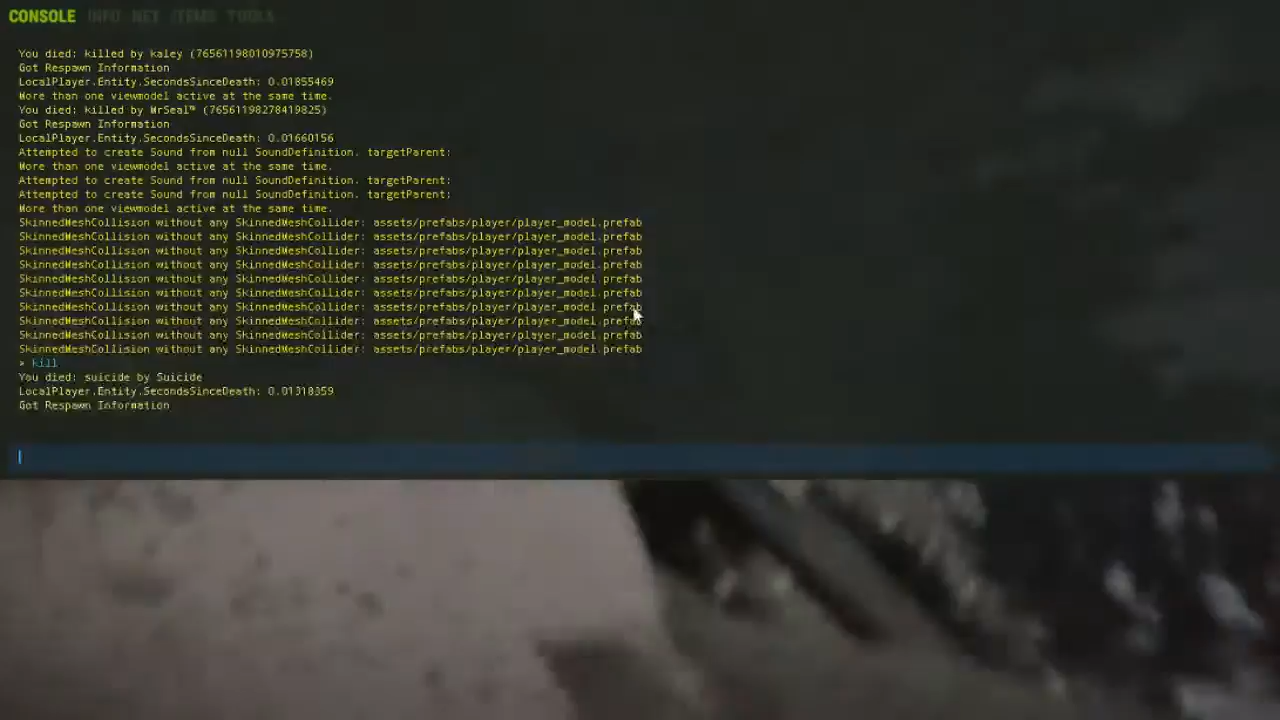 CONSOLE INFO NET ITEMS TOOLS
You died: killed by kaley (76561198010975758)
Got Respawn Information
LocalPlayer.Entity.SecondsSinceDeath: 0.01855469
More than one viewmodel active at the same time.
You died: killed by MrSeal™ (76561198278419825)
Got Respawn Information
LocalPlayer.Entity.SecondsSinceDeath: 0.01660156
Attempted to create Sound from null SoundDefinition. targetParent:
More than one viewmodel active at the same time.
Attempted to create Sound from null SoundDefinition. targetParent:
Attempted to create Sound from null SoundDefinition. targetParent:
More than one viewmodel active at the same time.
SkinnedMeshCollision without any SkinnedMeshCollider: assets/prefabs/player/player_model.prefab
SkinnedMeshCollision without any SkinnedMeshCollider: assets/prefabs/player/player_model.prefab
SkinnedMeshCollision without any SkinnedMeshCollider: assets/prefabs/player/player_model.prefab
SkinnedMeshCollision without any SkinnedMeshCollider: assets/prefabs/player/player_model.prefab
SkinnedMeshCollision without any SkinnedMeshCollider: assets/prefabs/player/player_model.prefab
SkinnedMeshCollision without any SkinnedMeshCollider: assets/prefabs/player/player_model.prefab
SkinnedMeshCollision without any SkinnedMeshCollider: assets/prefabs/player/player_model.prefab
SkinnedMeshCollision without any SkinnedMeshCollider: assets/prefabs/player/player_model.prefab
SkinnedMeshCollision without any SkinnedMeshCollider: assets/prefabs/player/player_model.prefab
SkinnedMeshCollision without any SkinnedMeshCollider: assets/prefabs/player/player_model.prefab
> kill
You died: suicide by Suicide
LocalPlayer.Entity.SecondsSinceDeath: 0.01318359
Got Respawn Information